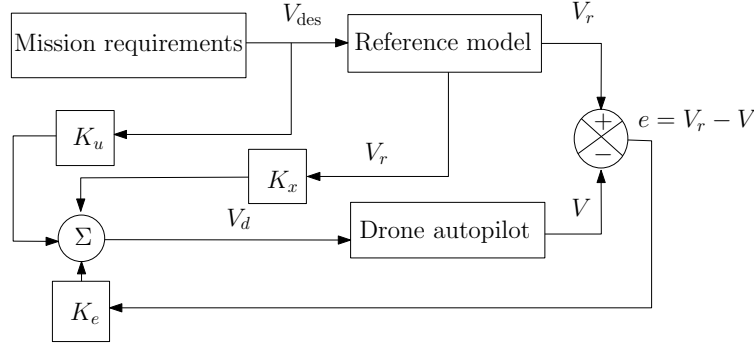 V_des
V_r
Mission requirements
Reference model
+
e = V_r − V
−
K_u
V_r
K_x
V_d
V
Σ
Drone autopilot
K_e